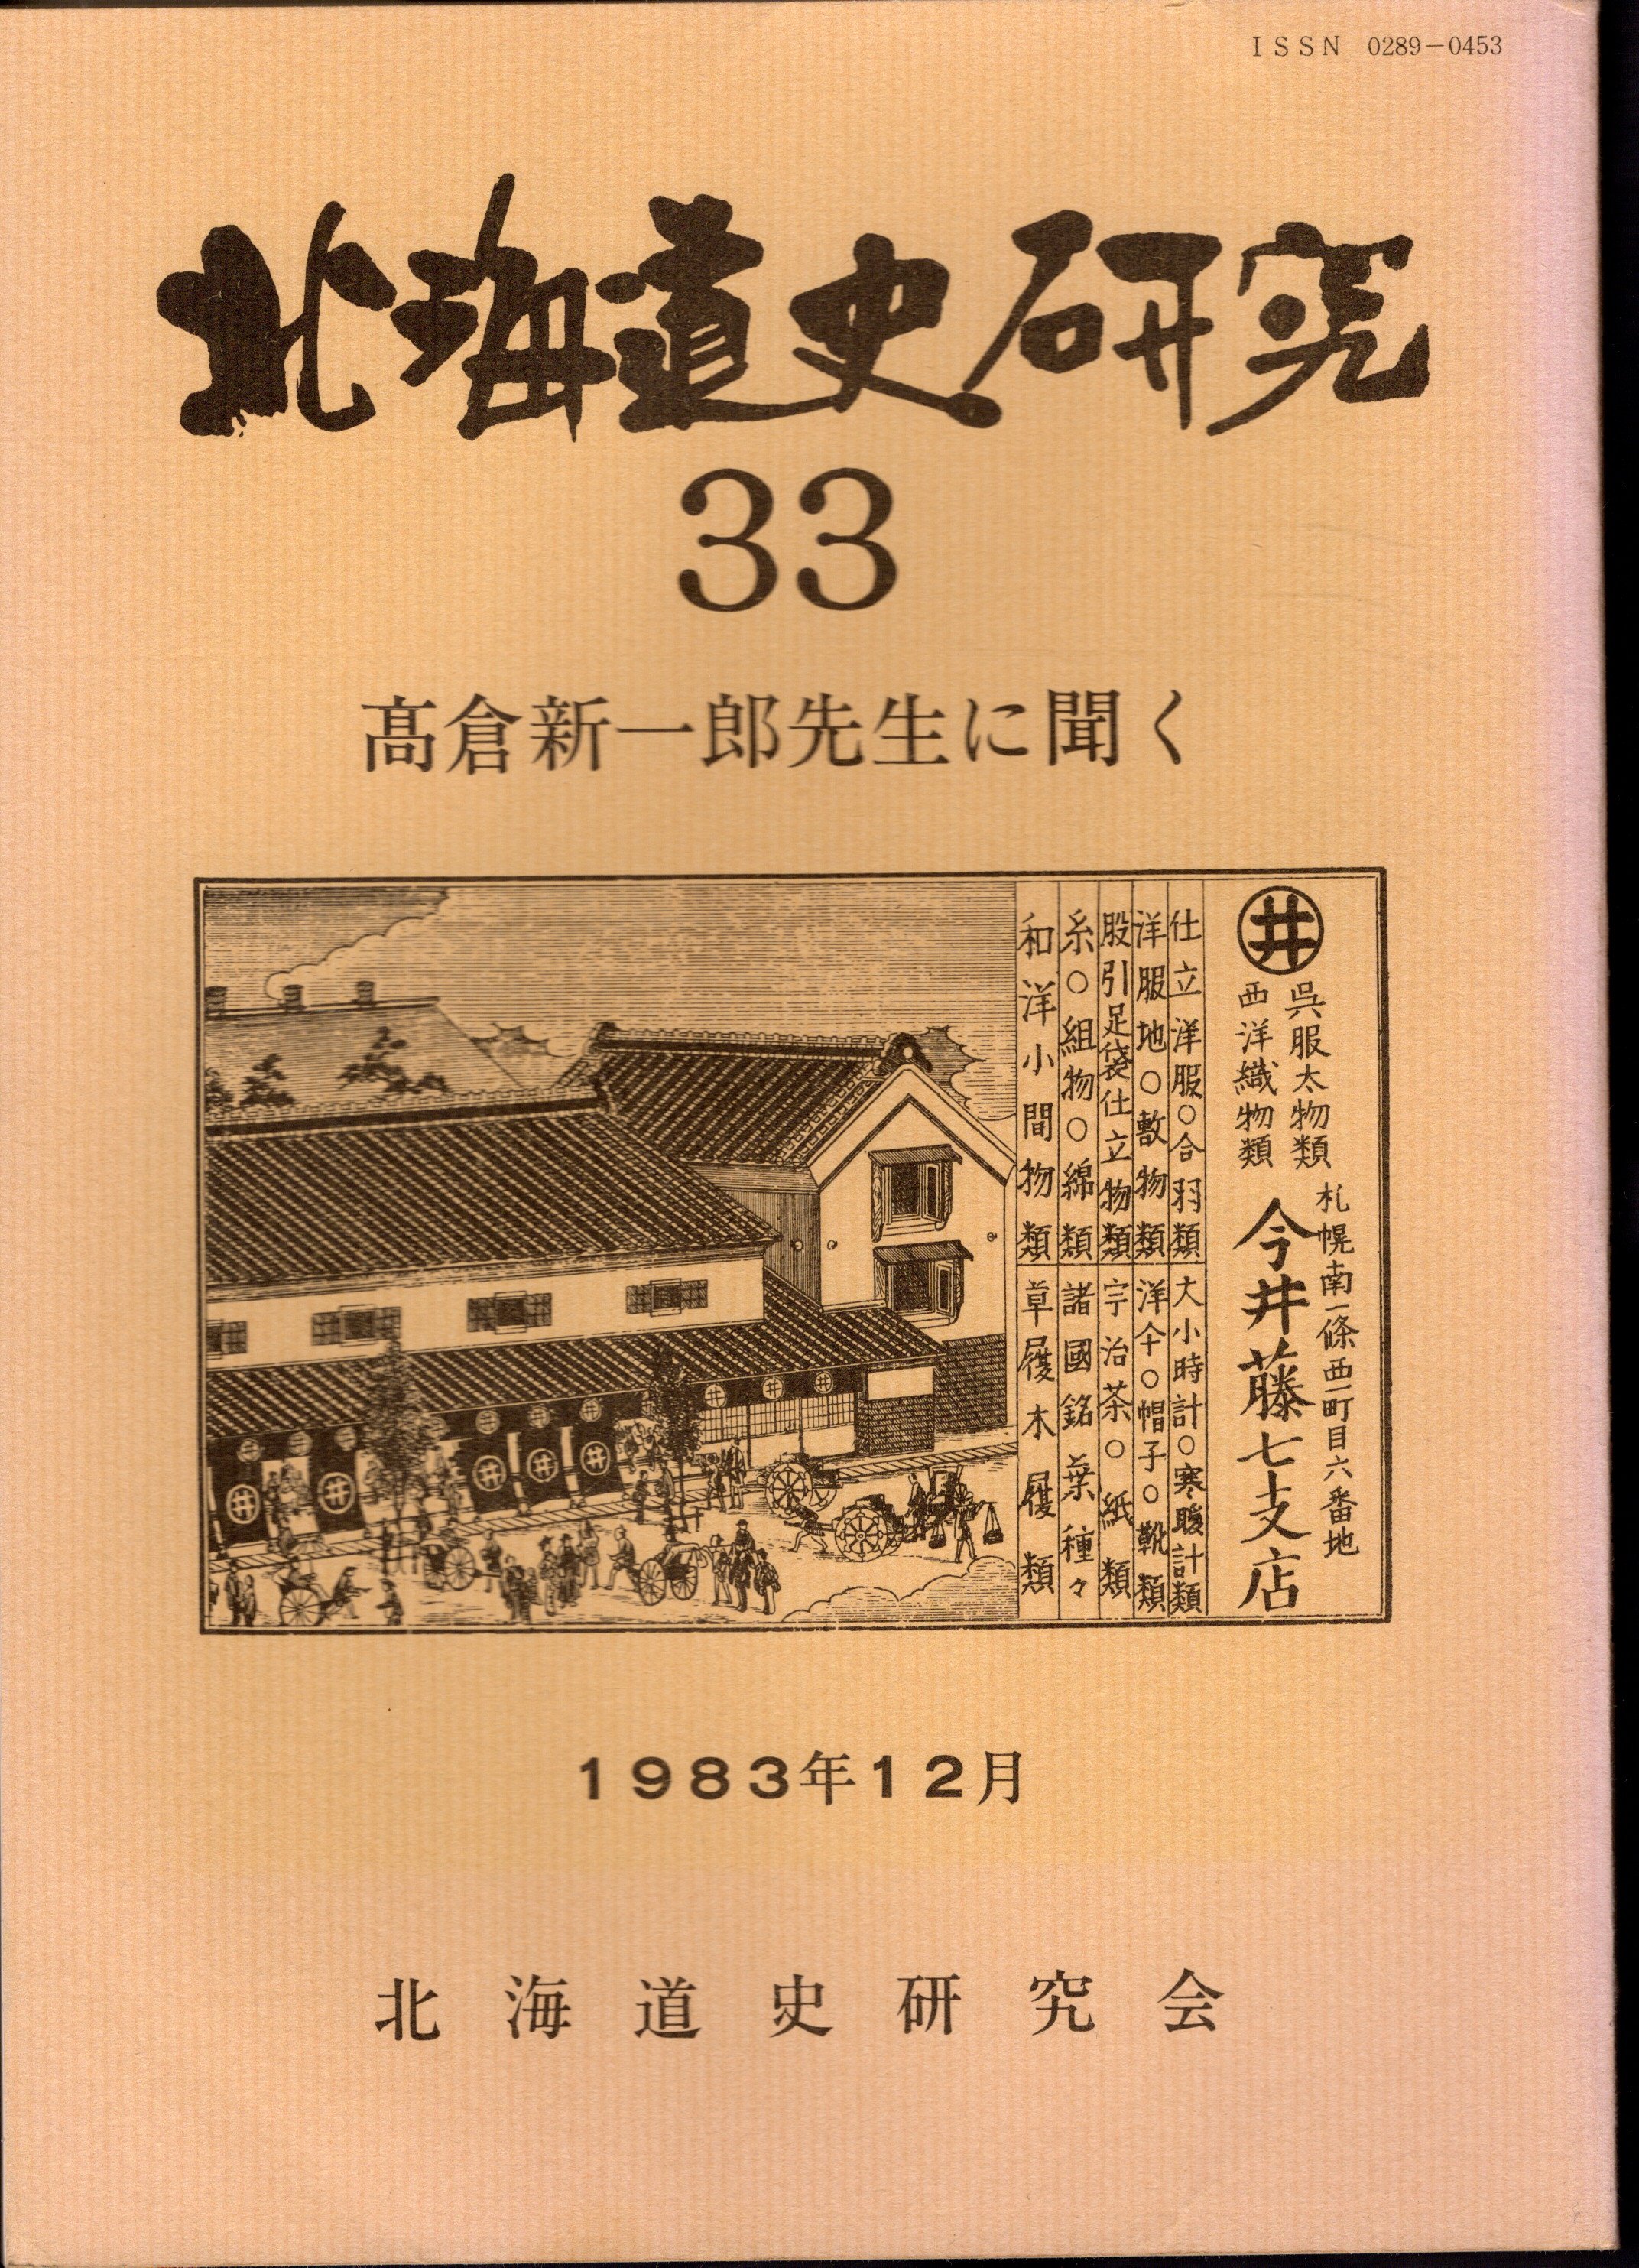 ISSN 0289-0453
北海道史研究
33
髙倉新一郎先生に聞く
井
呉服太物類
西洋織物類
札幌南一條西一町目六番地
今井藤七支店
仕立洋服○合羽類
大小時計○寒暖計類
洋服地○敷物類
洋傘○帽子○靴類
股引足袋仕立物類
宇治茶○紙類
糸○組物○綿類
諸國銘葉種々
和洋小間物類
草履木履類
1983年12月
北海道史研究会